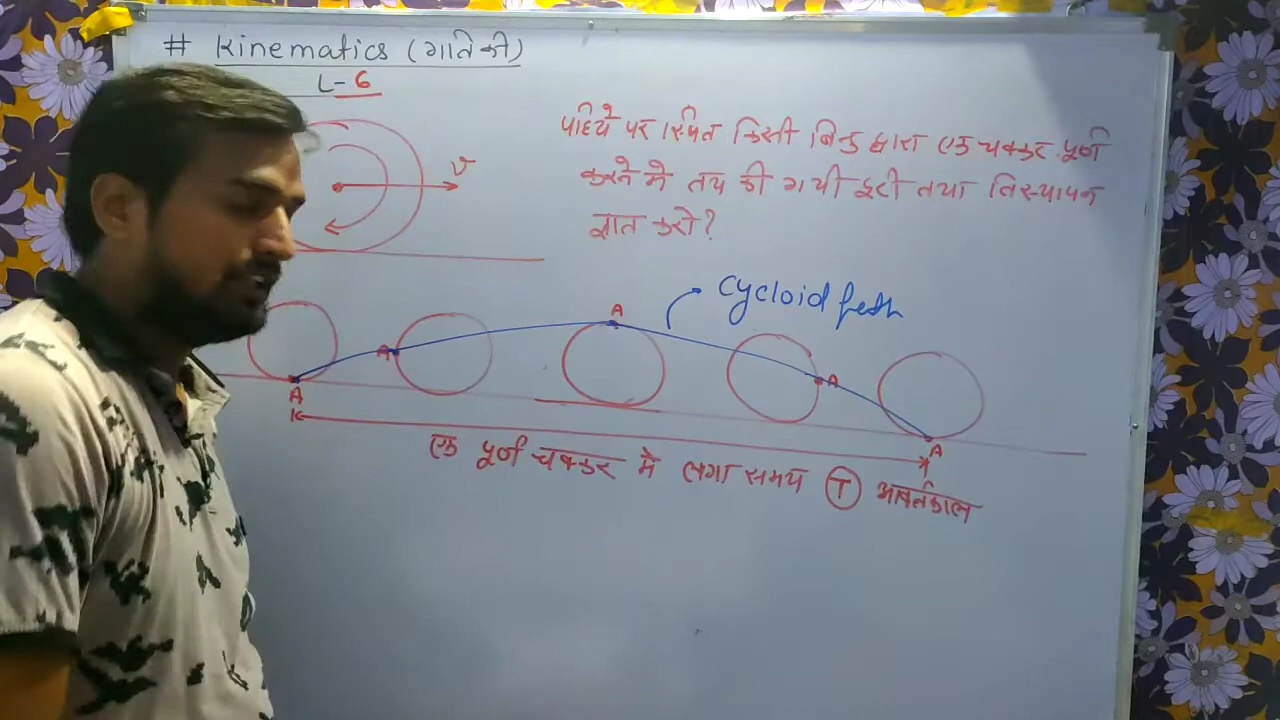 # Kinematics (गतिकी)
L-6
v
पहिये पर स्थित किसी बिन्दु द्वारा एक चक्कर पूर्ण
करने मे तय की गयी दूरी तथा विस्थापन
ज्ञात करो?
cycloid path
A
A
A
A
A
एक पूर्ण चक्कर मे लगा समय T आवर्तकाल